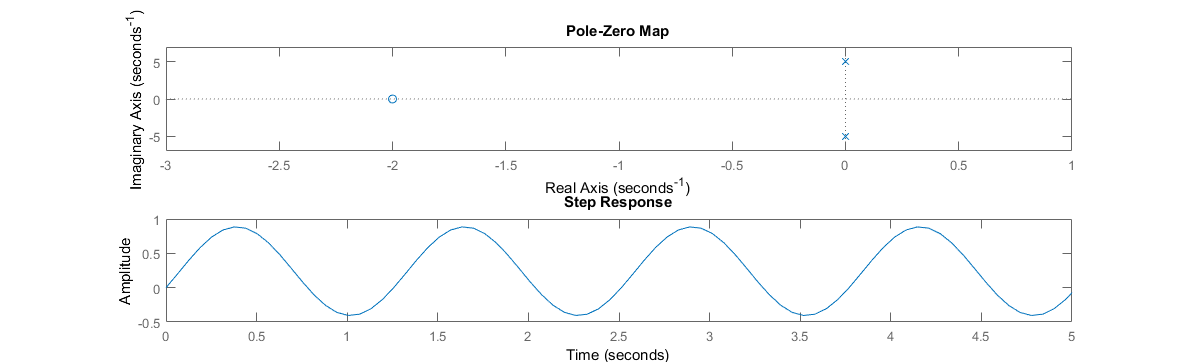 Pole-Zero Map
Imaginary Axis (seconds-1)
5
0
-5
-3 -2.5 -2 -1.5 -1 -0.5 0 0.5 1
Real Axis (seconds-1)
Step Response
Amplitude
1
0.5
0
-0.5
0 0.5 1 1.5 2 2.5 3 3.5 4 4.5 5
Time (seconds)